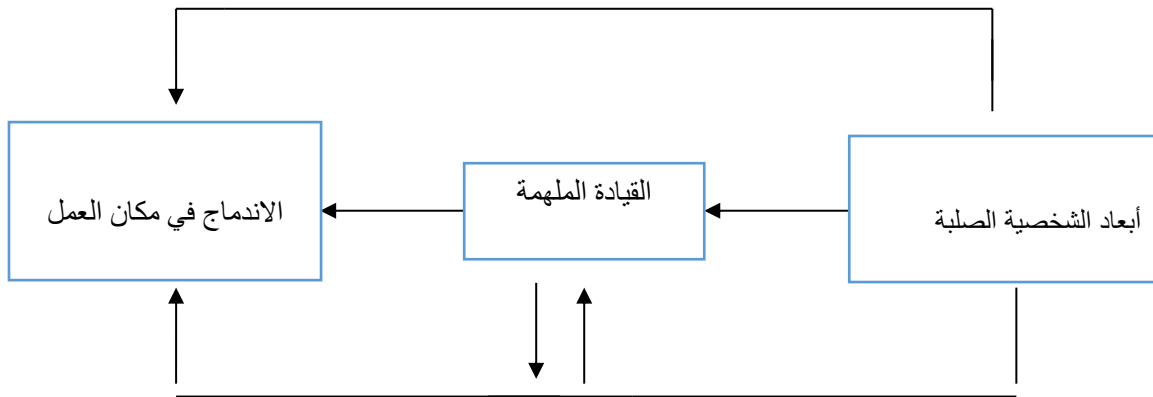 القيادة الملهمة
أبعاد الشخصية الصلبة
الاندماج في مكان العمل